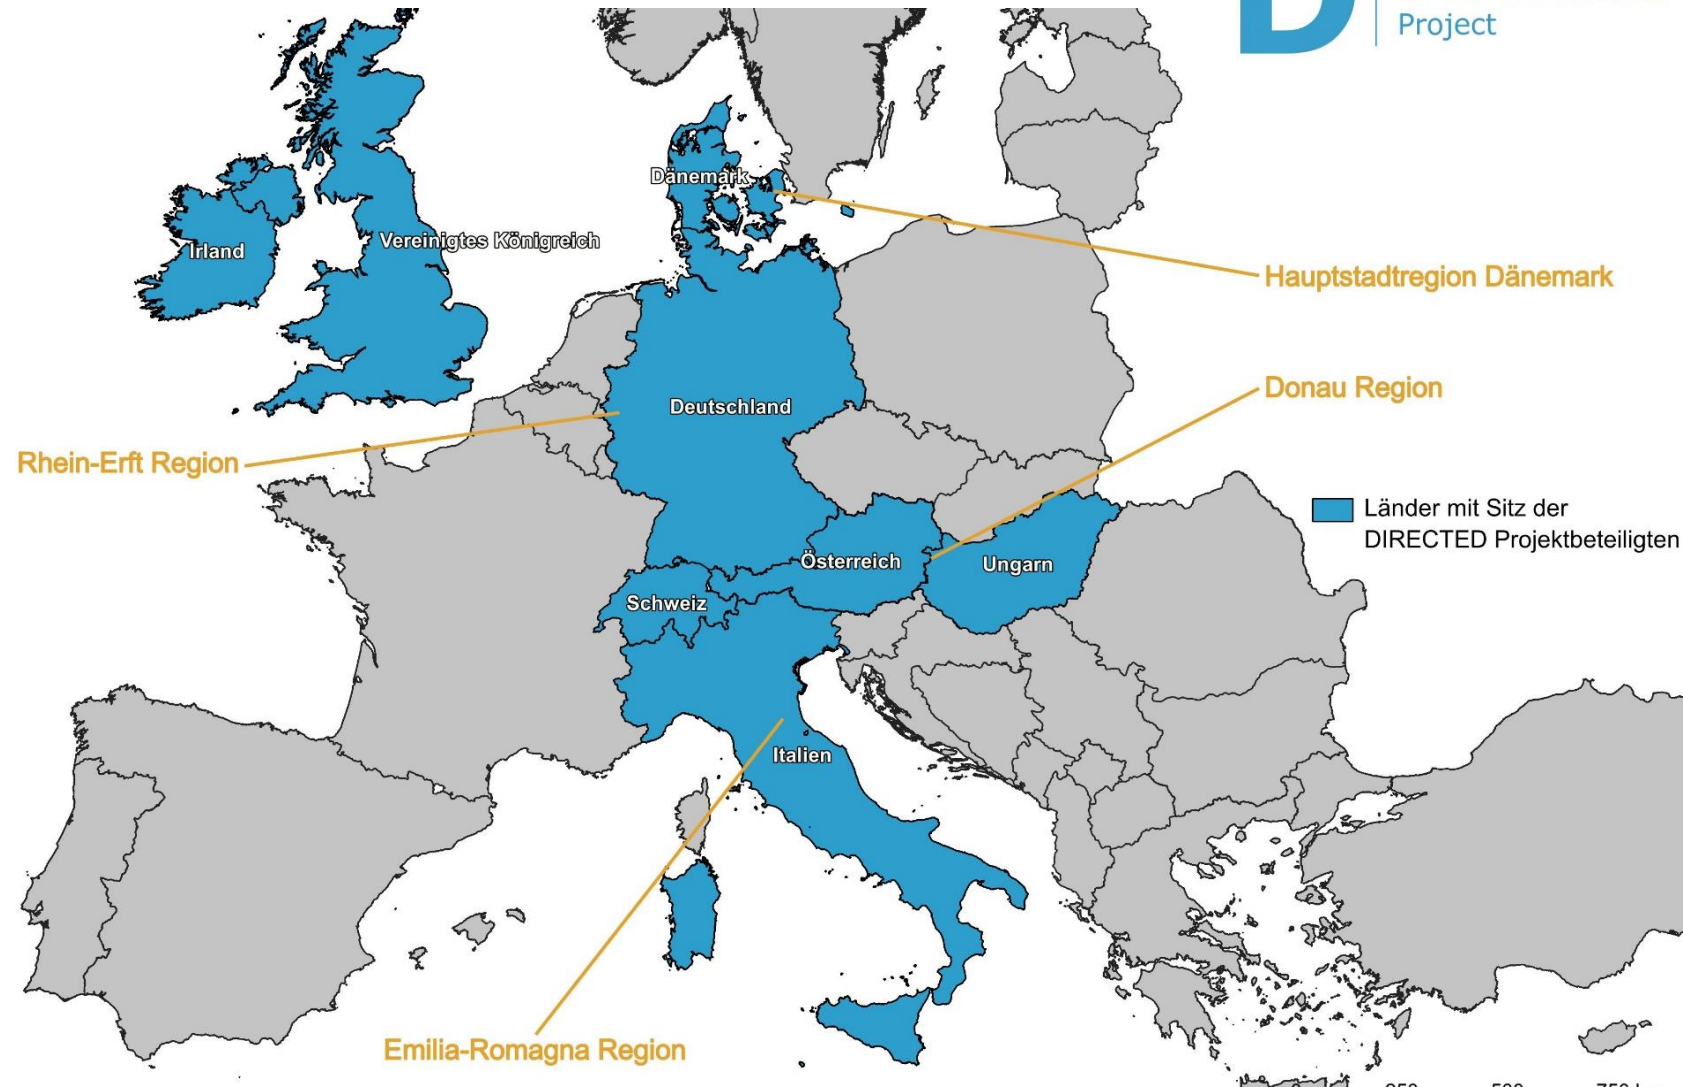 D
Project
Dänemark
Irland
Vereinigtes Königreich
Hauptstadtregion Dänemark
Donau Region
Deutschland
Rhein-Erft Region
Länder mit Sitz der
DIRECTED Projektbeteiligten
Österreich
Ungarn
Schweiz
Italien
Emilia-Romagna Region